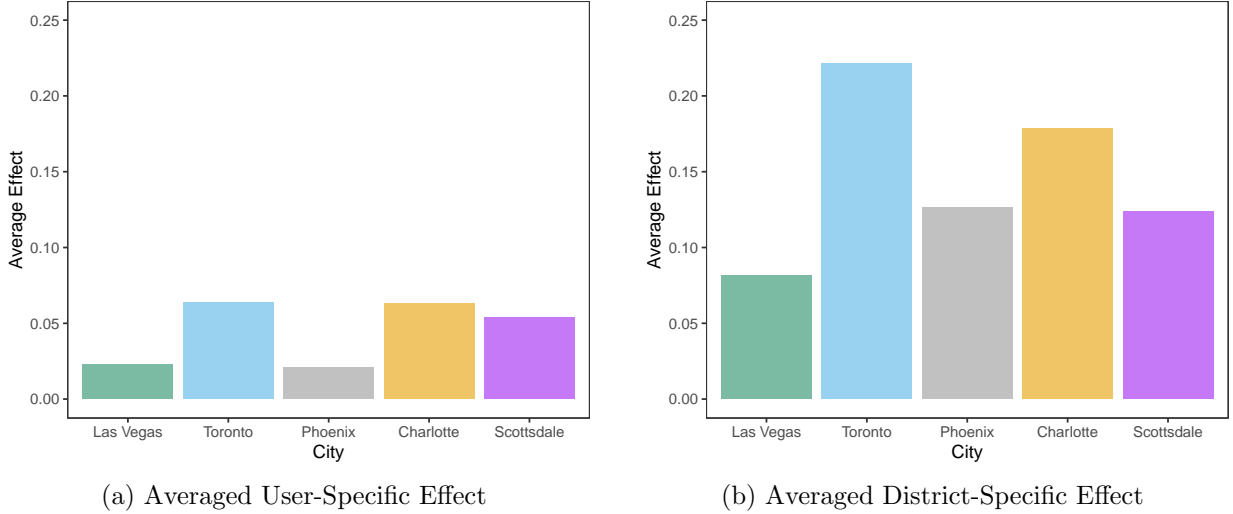 0.25
0.20
0.15
0.10
0.05
0.00
Average Effect
Las Vegas Toronto Phoenix Charlotte Scottsdale
City
(a) Averaged User-Specific Effect
0.25
0.20
0.15
0.10
0.05
0.00
Average Effect
Las Vegas Toronto Phoenix Charlotte Scottsdale
City
(b) Averaged District-Specific Effect